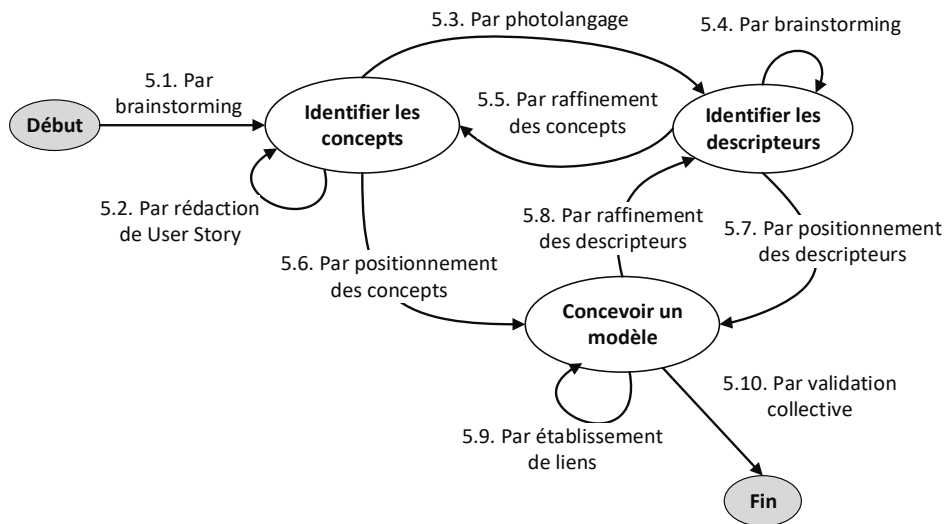 5.3. Par photolangage
5.4. Par brainstorming
5.1. Par
brainstorming
Début
Identifier les
concepts
5.5. Par raffinement
des concepts
Identifier les
descripteurs
5.2. Par rédaction
de User Story
5.6. Par positionnement
des concepts
5.8. Par raffinement
des descripteurs
5.7. Par positionnement
des descripteurs
Concevoir un
modèle
5.9. Par établissement
de liens
5.10. Par validation
collective
Fin